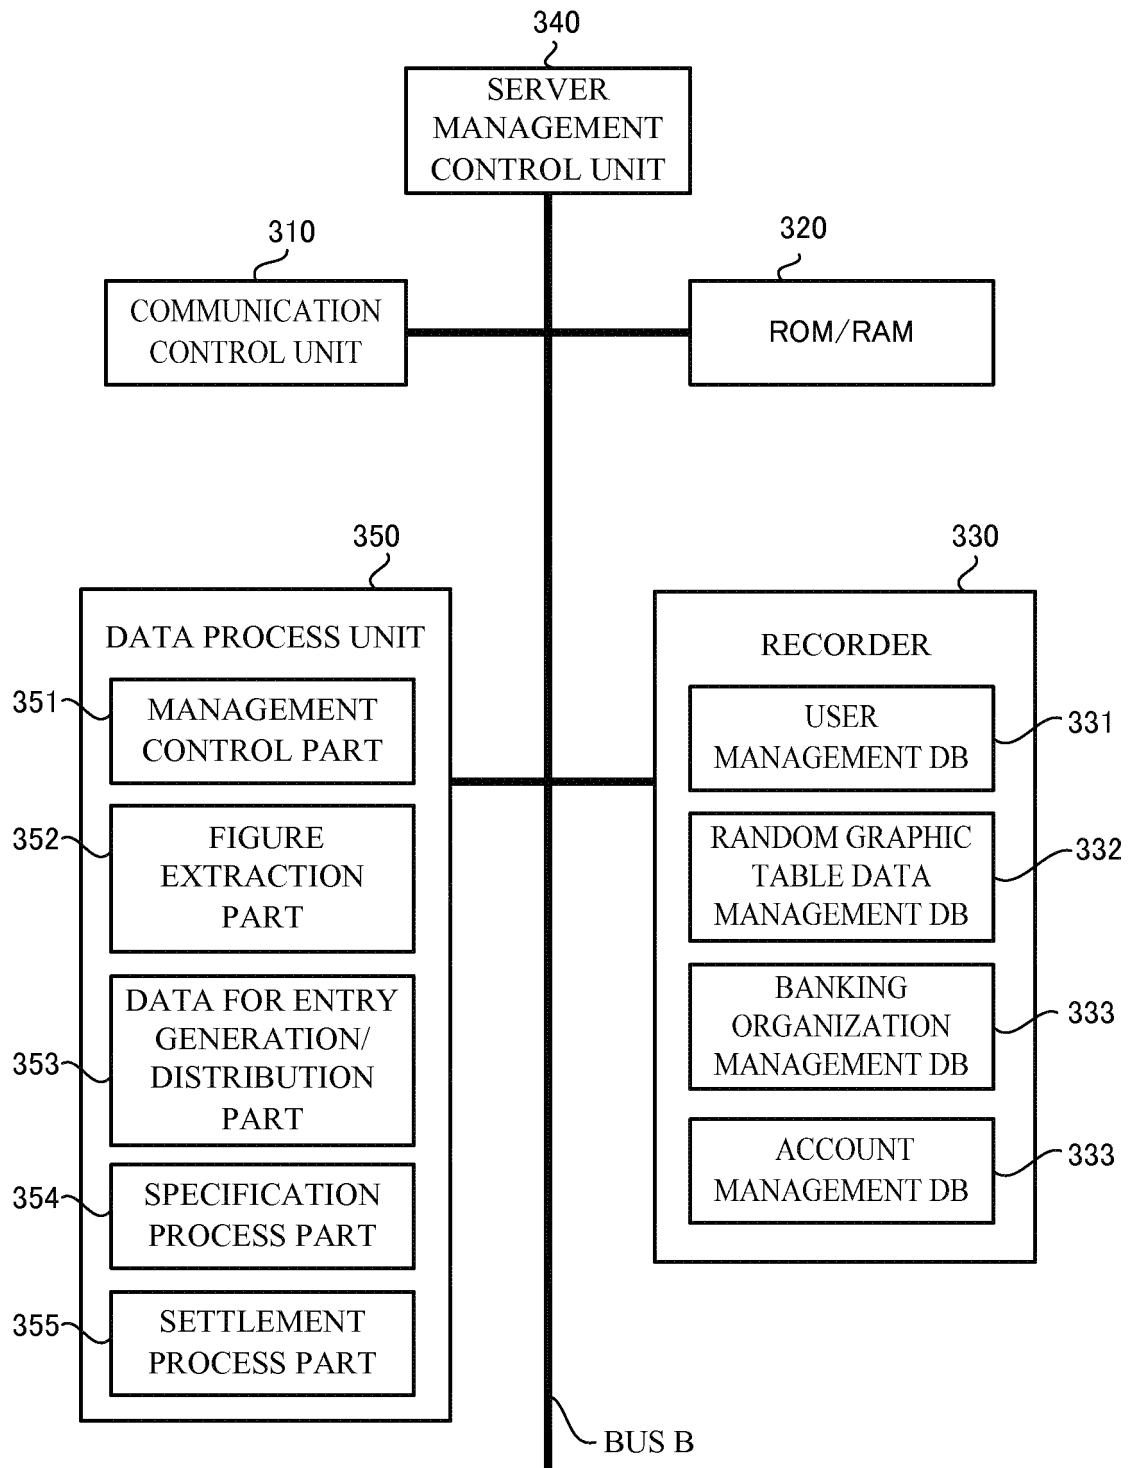 340
SERVER
MANAGEMENT
CONTROL UNIT
310
COMMUNICATION
CONTROL UNIT
320
ROM/RAM
350
DATA PROCESS UNIT
351
MANAGEMENT
CONTROL PART
352
FIGURE
EXTRACTION
PART
353
DATA FOR ENTRY
GENERATION/
DISTRIBUTION
PART
354
SPECIFICATION
PROCESS PART
355
SETTLEMENT
PROCESS PART
330
RECORDER
USER
MANAGEMENT DB
331
RANDOM GRAPHIC
TABLE DATA
MANAGEMENT DB
332
BANKING
ORGANIZATION
MANAGEMENT DB
333
ACCOUNT
MANAGEMENT DB
333
BUS B